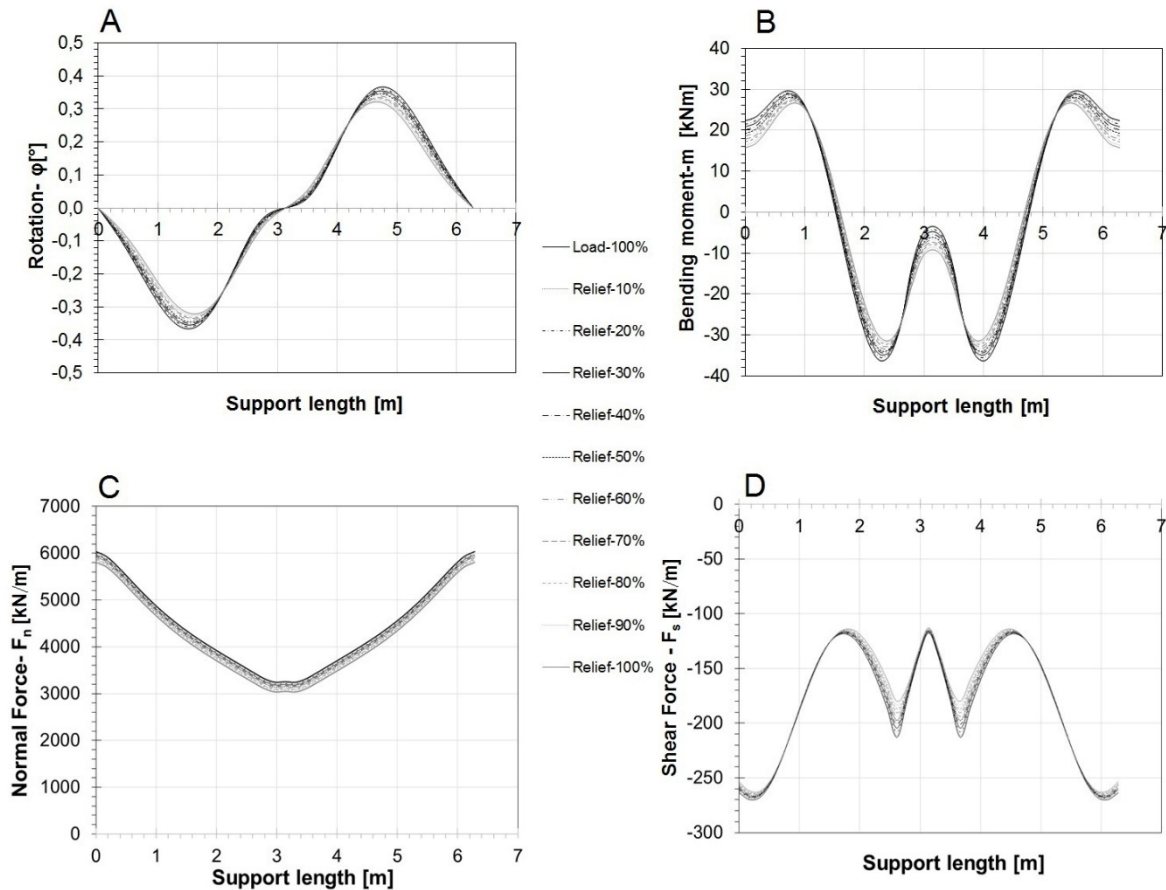 A
0,5
0,4
0,3
0,2
0,1
0,0
-0,1
-0,2
-0,3
-0,4
-0,5
0 1 2 3 4 5 6 7
Rotation- φ[°]
Support length [m]
B
40
30
20
10
0
-10
-20
-30
-40
0 1 2 3 4 5 6 7
Bending moment-m [kNm]
Support length [m]
Load-100%
Relief-10%
Relief-20%
Relief-30%
Relief-40%
Relief-50%
Relief-60%
Relief-70%
Relief-80%
Relief-90%
Relief-100%
C
7000
6000
5000
4000
3000
2000
1000
0
0 1 2 3 4 5 6 7
Normal Force- Fn [kN/m]
Support length [m]
D
0
-50
-100
-150
-200
-250
-300
0 1 2 3 4 5 6 7
Shear Force - Fs [kN/m]
Support length [m]